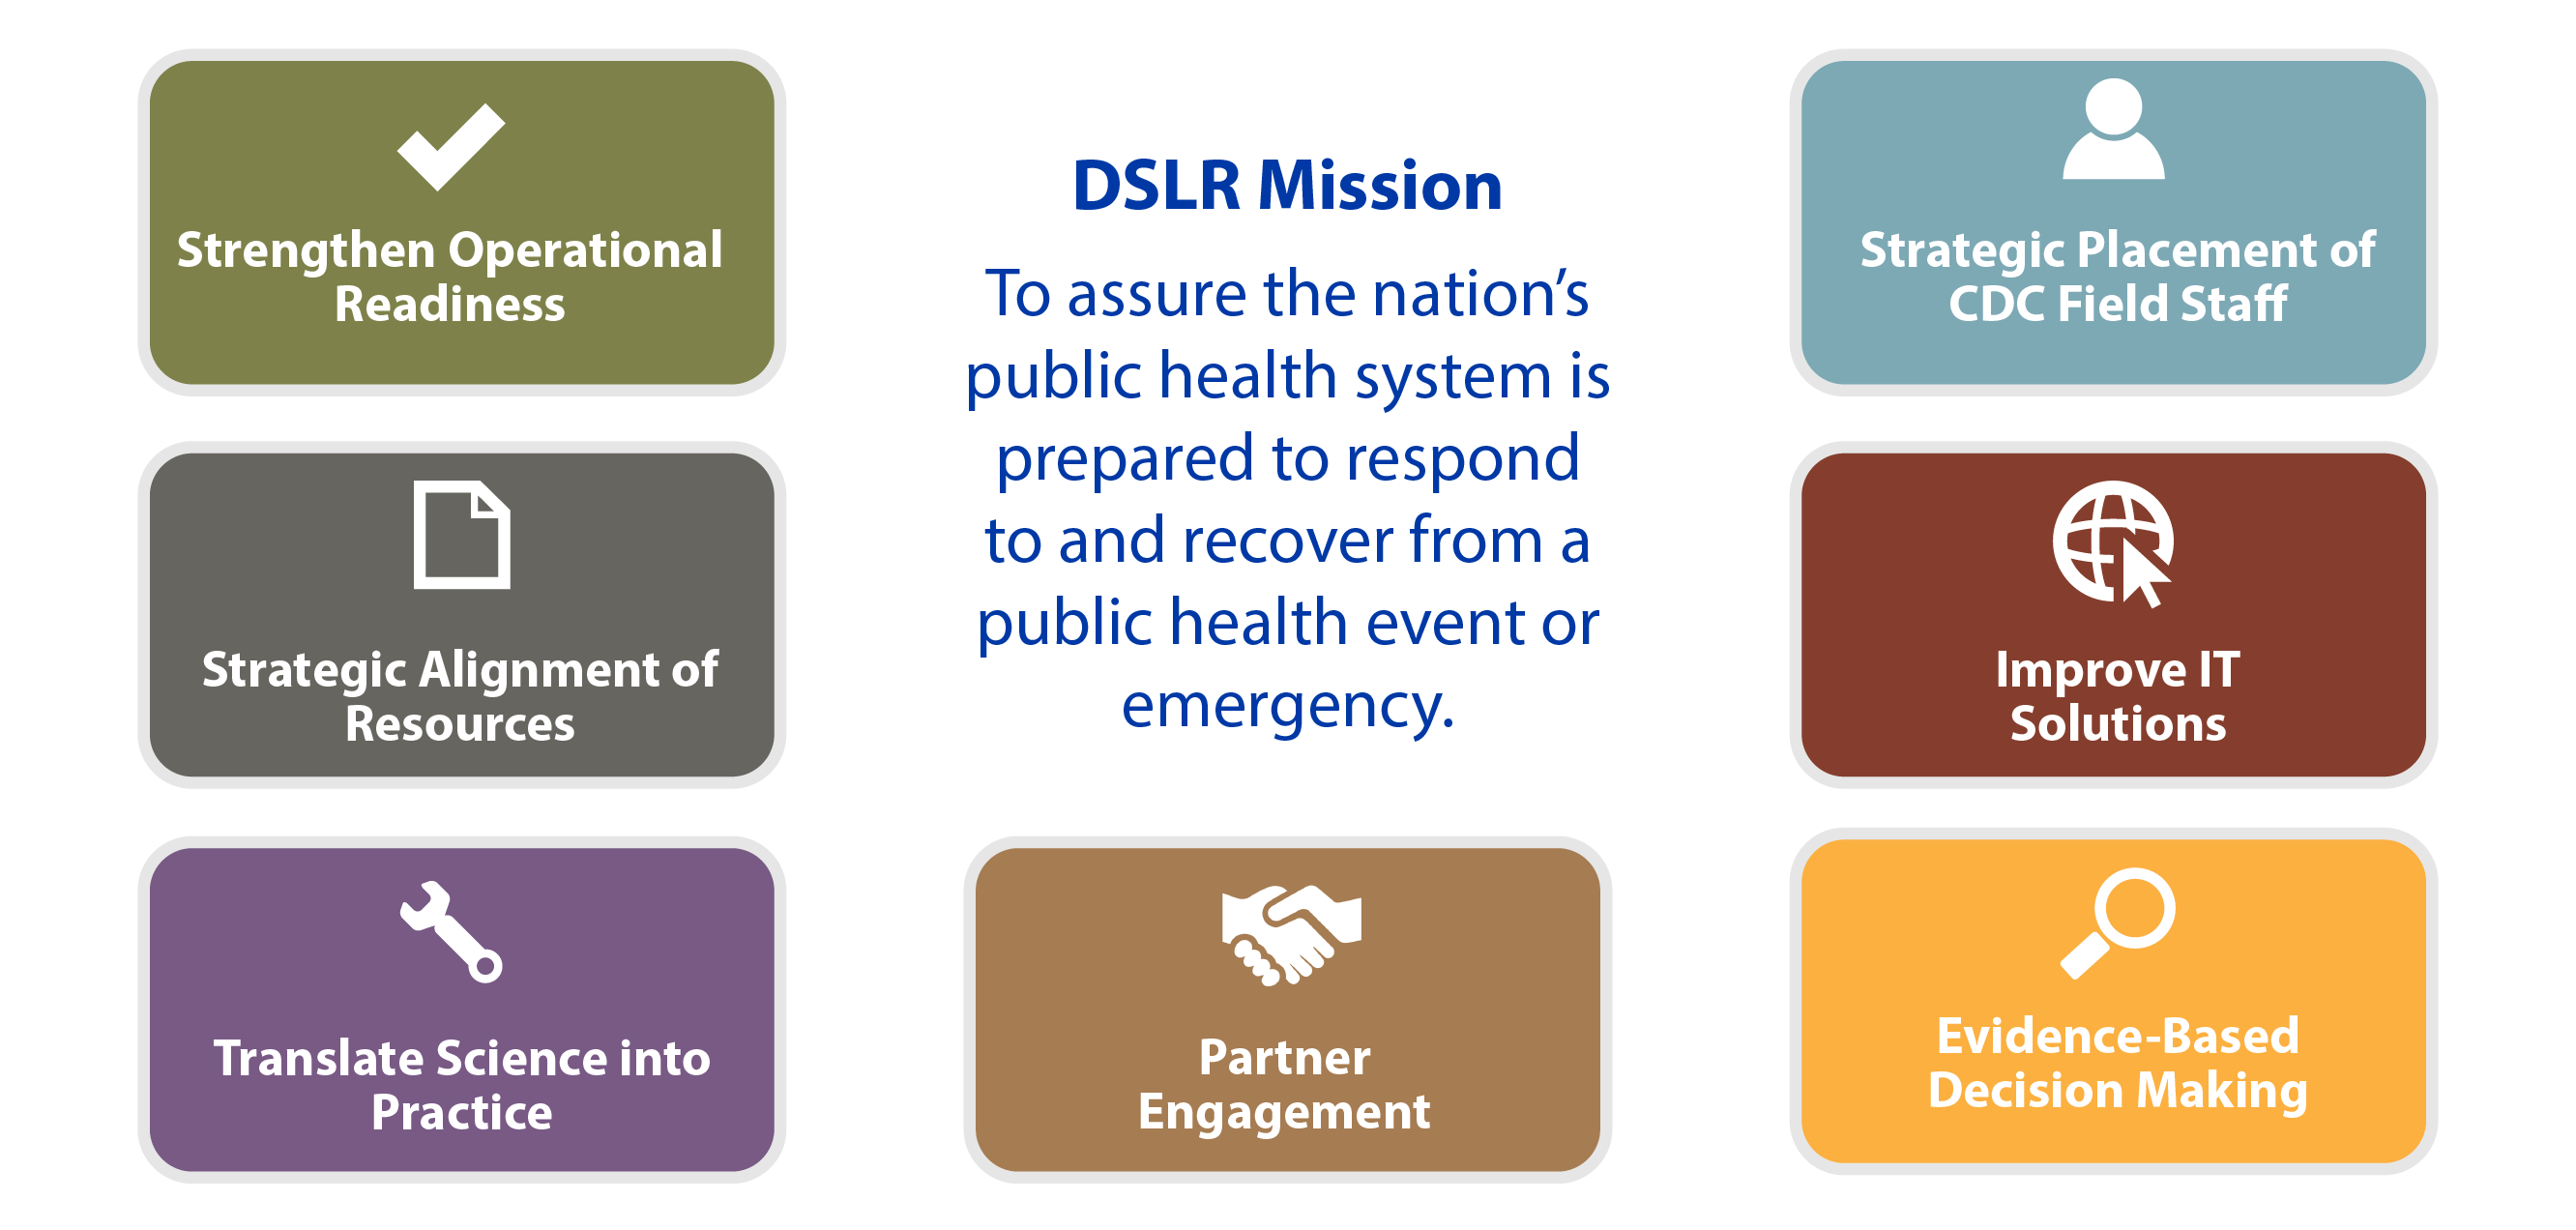 Strengthen Operational
Readiness
Strategic Alignment of
Resources
Translate Science into
Practice
DSLR Mission
To assure the nation’s
public health system is
prepared to respond
to and recover from a
public health event or
emergency.
Partner
Engagement
Strategic Placement of
CDC Field Staff
Improve IT
Solutions
Evidence-Based
Decision Making